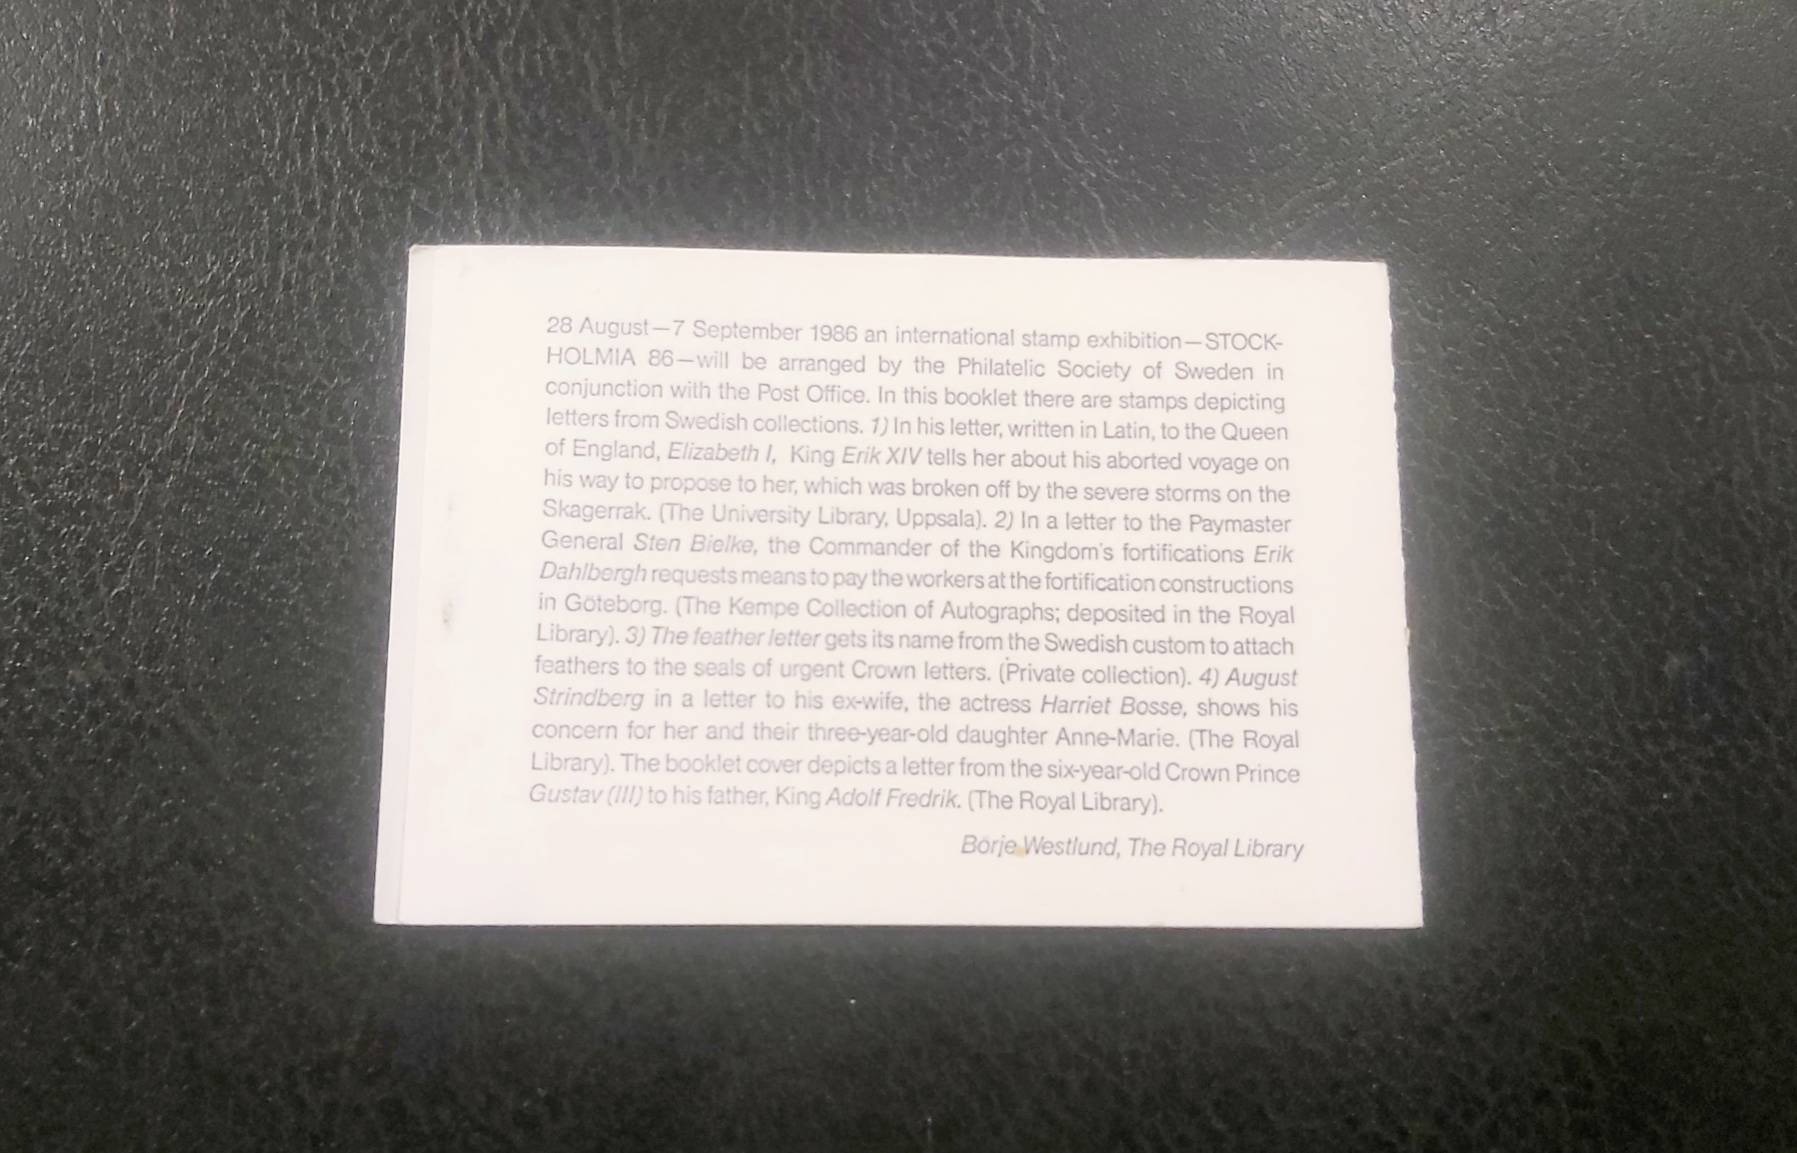 28 August—7 September 1986 an international stamp exhibition—STOCK-
HOLMIA 86—will be arranged by the Philatelic Society of Sweden in
conjunction with the Post Office. In this booklet there are stamps depicting
letters from Swedish collections. 1) In his letter, written in Latin, to the Queen
of England, Elizabeth I, King Erik XIV tells her about his aborted voyage on
his way to propose to her, which was broken off by the severe storms on the
Skagerrak. (The University Library, Uppsala). 2) In a letter to the Paymaster
General Sten Bielke, the Commander of the Kingdom's fortifications Erik
Dahlbergh requests means to pay the workers at the fortification constructions
in Göteborg. (The Kempe Collection of Autographs; deposited in the Royal
Library). 3) The feather letter gets its name from the Swedish custom to attach
feathers to the seals of urgent Crown letters. (Private collection). 4) August
Strindberg in a letter to his ex-wife, the actress Harriet Bosse, shows his
concern for her and their three-year-old daughter Anne-Marie. (The Royal
Library). The booklet cover depicts a letter from the six-year-old Crown Prince
Gustav (III) to his father, King Adolf Fredrik. (The Royal Library).
Börje Westlund, The Royal Library